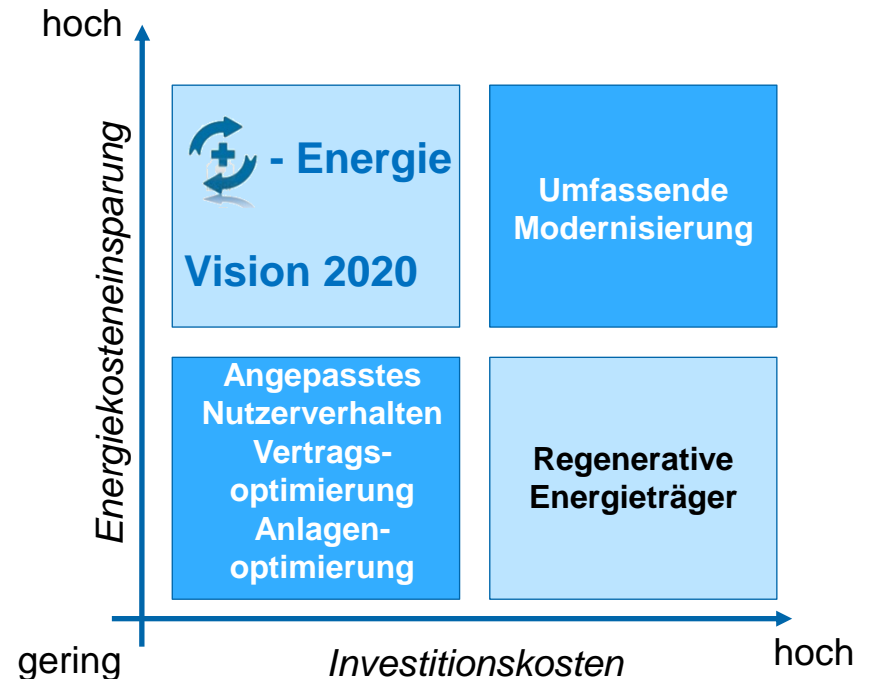 hoch
Energiekosteneinsparung
+ - Energie
Vision 2020
Umfassende
Modernisierung
Angepasstes
Nutzerverhalten
Vertrags-
optimierung
Anlagen-
optimierung
Regenerative
Energieträger
gering
Investitionskosten
hoch